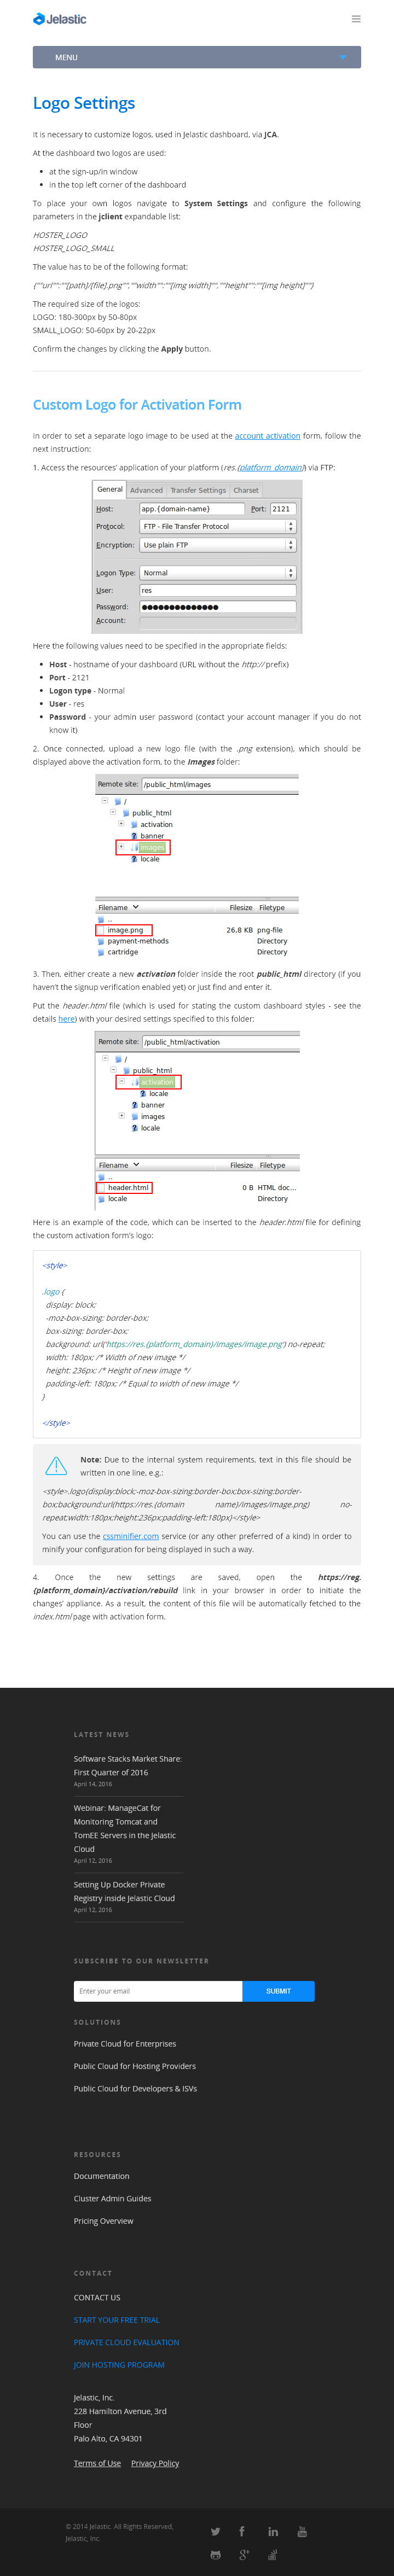 Jelastic
MENU
Logo Settings
It is necessary to customize logos, used in Jelastic dashboard, via JCA.
At the dashboard two logos are used:
at the sign-up/in window
in the top left corner of the dashboard
To place your own logos navigate to System Settings and configure the following
parameters in the jclient expandable list:
HOSTER_LOGO
HOSTER_LOGO_SMALL
The value has to be of the following format:
{""url"":""[path]/[file].png"",""width"":""[img width]"",""height"":""[img height]""}
The required size of the logos:
LOGO: 180-300px by 50-80px
SMALL_LOGO: 50-60px by 20-22px
Confirm the changes by clicking the Apply button.
Custom Logo for Activation Form
In order to set a separate logo image to be used at the account activation form, follow the
next instruction:
1. Access the resources' application of your platform (res.{platform_domain}) via FTP:
General Advanced Transfer Settings Charset
Host: app.{domain-name} Port: 2121
Protocol: FTP - File Transfer Protocol
Encryption: Use plain FTP
Logon Type: Normal
User: res
Password: ●●●●●●●●●●●●●●
Account:
Here the following values need to be specified in the appropriate fields:
Host - hostname of your dashboard (URL without the http:// prefix)
Port - 2121
Logon type - Normal
User - res
Password - your admin user password (contact your account manager if you do not
know it)
2. Once connected, upload a new logo file (with the .png extension), which should be
displayed above the activation form, to the images folder:
Remote site: /public_html/images
/
public_html
activation
banner
images
locale
Filename Filesize Filetype
..
image.png 26,8 KB png-file
payment-methods Directory
cartridge Directory
3. Then, either create a new activation folder inside the root public_html directory (if you
haven't the signup verification enabled yet) or just find and enter it.
Put the header.html file (which is used for stating the custom dashboard styles - see the
details here) with your desired settings specified to this folder:
Remote site: /public_html/activation
/
public_html
activation
locale
banner
images
locale
Filename Filesize Filetype
..
header.html 0 B HTML doc...
locale Directory
Here is an example of the code, which can be inserted to the header.html file for defining
the custom activation form's logo:
<style>
.logo {
display: block;
-moz-box-sizing: border-box;
box-sizing: border-box;
background: url('https://res.{platform_domain}/images/image.png') no-repeat;
width: 180px; /* Width of new image */
height: 236px; /* Height of new image */
padding-left: 180px; /* Equal to width of new image */
}
</style>
Note: Due to the internal system requirements, text in this file should be
written in one line, e.g.:
<style>.logo{display:block;-moz-box-sizing:border-box;box-sizing:border-
box;background:url(https://res.{domain name}/images/image.png) no-
repeat;width:180px;height:236px;padding-left:180px}</style>
You can use the cssminifier.com service (or any other preferred of a kind) in order to
minify your configuration for being displayed in such a way.
4. Once the new settings are saved, open the https://reg.
{platform_domain}/activation/rebuild link in your browser in order to initiate the
changes' appliance. As a result, the content of this file will be automatically fetched to the
index.html page with activation form.
LATEST NEWS
Software Stacks Market Share:
First Quarter of 2016
April 14, 2016
Webinar: ManageCat for
Monitoring Tomcat and
TomEE Servers in the Jelastic
Cloud
April 12, 2016
Setting Up Docker Private
Registry inside Jelastic Cloud
April 12, 2016
SUBSCRIBE TO OUR NEWSLETTER
Enter your email SUBMIT
SOLUTIONS
Private Cloud for Enterprises
Public Cloud for Hosting Providers
Public Cloud for Developers & ISVs
RESOURCES
Documentation
Cluster Admin Guides
Pricing Overview
CONTACT
CONTACT US
START YOUR FREE TRIAL
PRIVATE CLOUD EVALUATION
JOIN HOSTING PROGRAM
Jelastic, Inc.
228 Hamilton Avenue, 3rd
Floor
Palo Alto, CA 94301
Terms of Use Privacy Policy
© 2014 Jelastic. All Rights Reserved,
Jelastic, Inc.